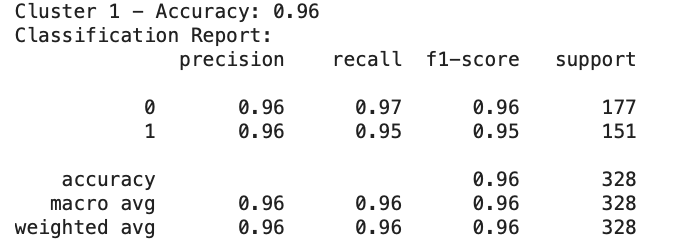 Cluster 1 – Accuracy: 0.96
Classification Report:
precision recall f1-score support
0 0.96 0.97 0.96 177
1 0.96 0.95 0.95 151
accuracy 0.96 328
macro avg 0.96 0.96 0.96 328
weighted avg 0.96 0.96 0.96 328